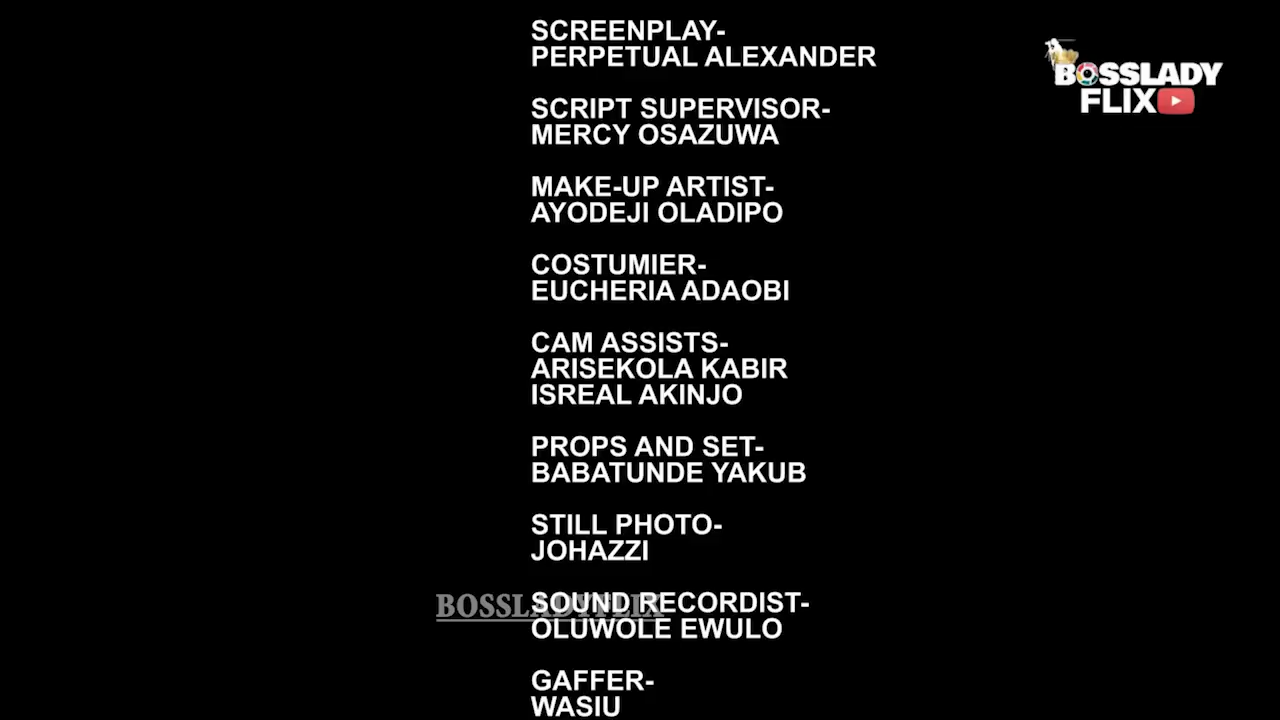 SCREENPLAY-
PERPETUAL ALEXANDER
BOSSLADY
FLIX
SCRIPT SUPERVISOR-
MERCY OSAZUWA
MAKE-UP ARTIST-
AYODEJI OLADIPO
COSTUMIER-
EUCHERIA ADAOBI
CAM ASSISTS-
ARISEKOLA KABIR
ISREAL AKINJO
PROPS AND SET-
BABATUNDE YAKUB
STILL PHOTO-
JOHAZZI
BOSSLADYFLIX
SOUND RECORDIST-
OLUWOLE EWULO
GAFFER-
WASIU